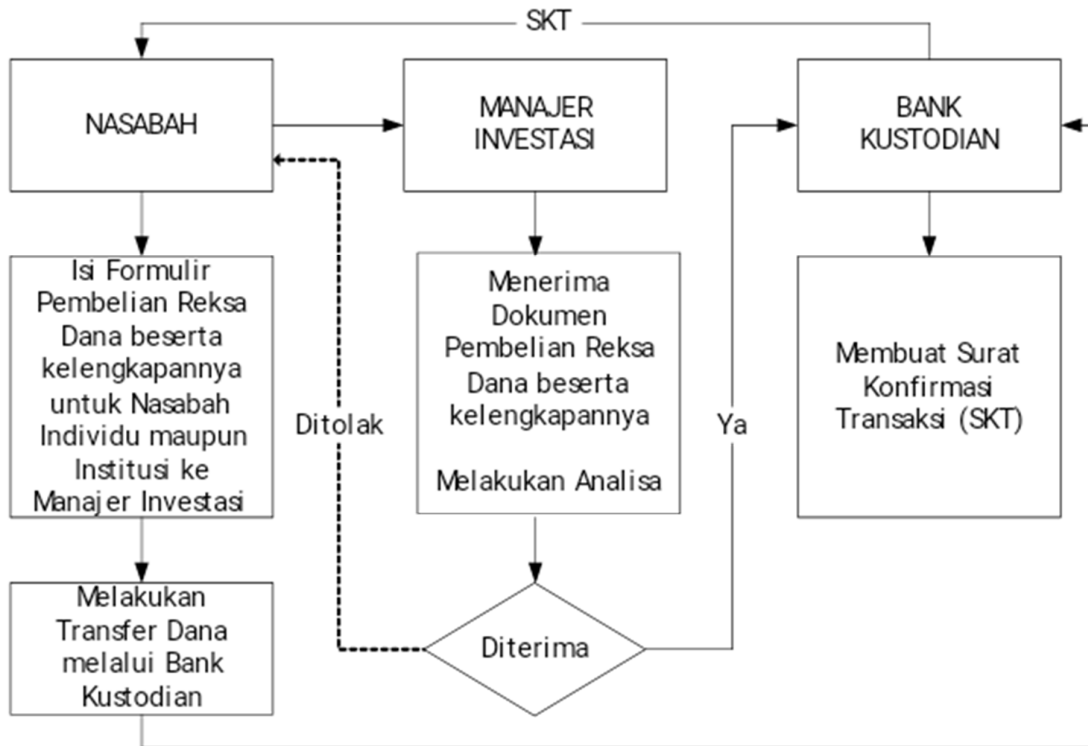 SKT
NASABAH
MANAJER
INVESTASI
BANK
KUSTODIAN
Isi Formulir
Pembelian Reksa
Dana beserta
kelengkapannya
untuk Nasabah
Individu maupun
Institusi ke
Manajer Investasi
Ditolak
Menerima
Dokumen
Pembelian Reksa
Dana beserta
kelengkapannya
Melakukan Analisa
Ya
Membuat Surat
Konfirmasi
Transaksi (SKT)
Melakukan
Transfer Dana
melalui Bank
Kustodian
Diterima